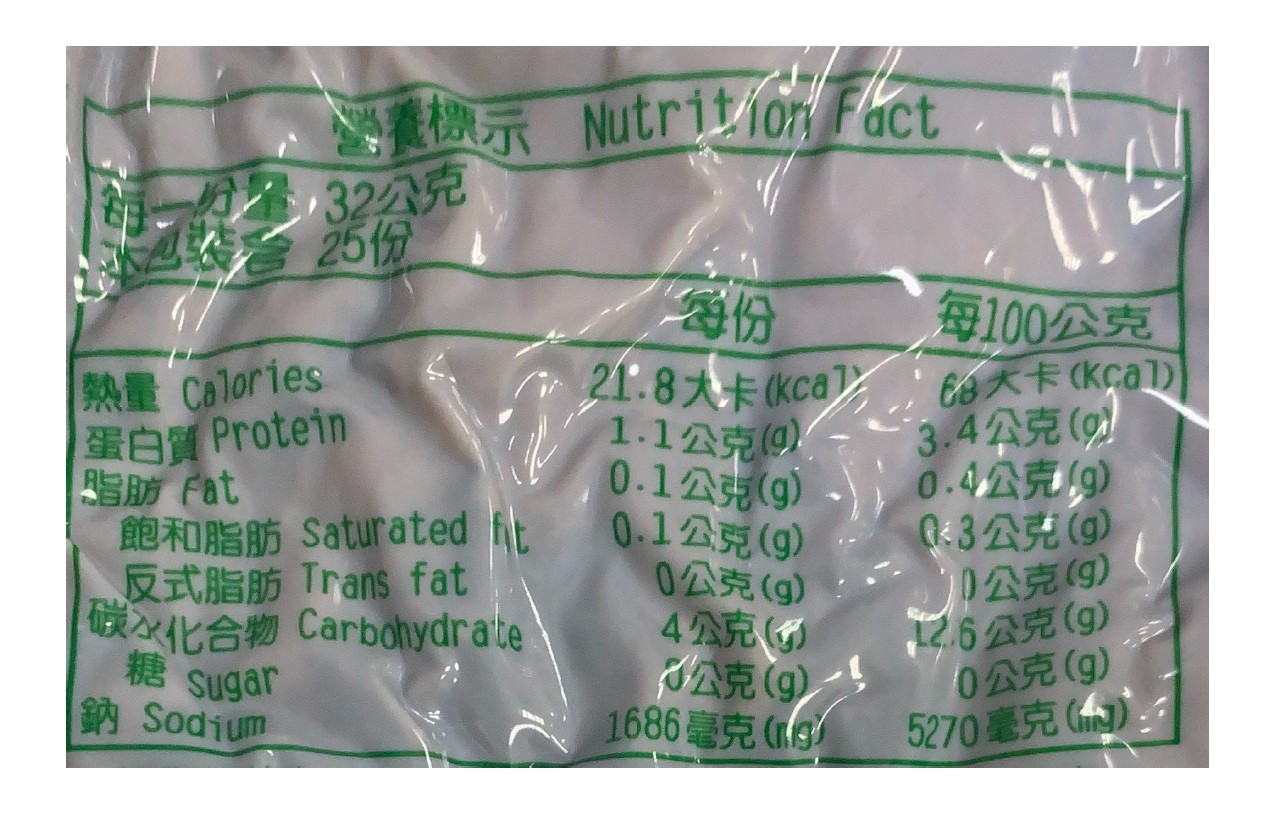 營養標示 Nutrition Fact
每一份量 32公克
本包裝含 25份
每份 每100公克
熱量 Calories 21.8大卡(kcal) 68大卡(kcal)
蛋白質 Protein 1.1公克(g) 3.4公克(g)
脂肪 Fat 0.1公克(g) 0.4公克(g)
飽和脂肪 Saturated fat 0.1公克(g) 0.3公克(g)
反式脂肪 Trans fat 0公克(g) 0公克(g)
碳水化合物 Carbohydrate 4公克(g) 12.6公克(g)
糖 Sugar 0公克(g) 0公克(g)
鈉 Sodium 1686毫克(mg) 5270毫克(mg)